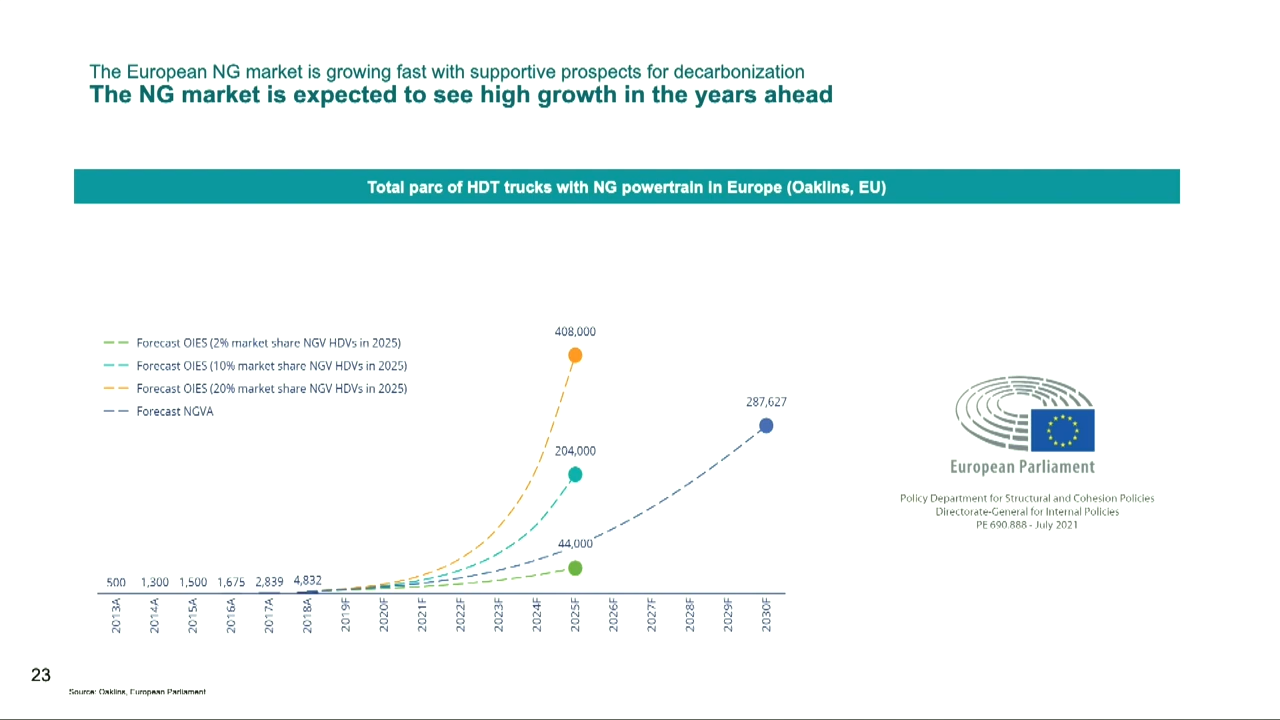 The European NG market is growing fast with supportive prospects for decarbonization
The NG market is expected to see high growth in the years ahead
Total parc of HDT trucks with NG powertrain in Europe (Oaklins, EU)
Forecast OIES (2% market share NGV HDVs in 2025)
Forecast OIES (10% market share NGV HDVs in 2025)
Forecast OIES (20% market share NGV HDVs in 2025)
Forecast NGVA
408,000
287,627
204,000
44,000
500 1,300 1,500 1,675 2,839 4,832
2013A 2014A 2015A 2016A 2017A 2018A 2019F 2020F 2021F 2022F 2023F 2024F 2025F 2026F 2027F 2028F 2029F 2030F
European Parliament
Policy Department for Structural and Cohesion Policies
Directorate-General for Internal Policies
PE 690.888 - July 2021
23
Source: Oaklins, European Parliament